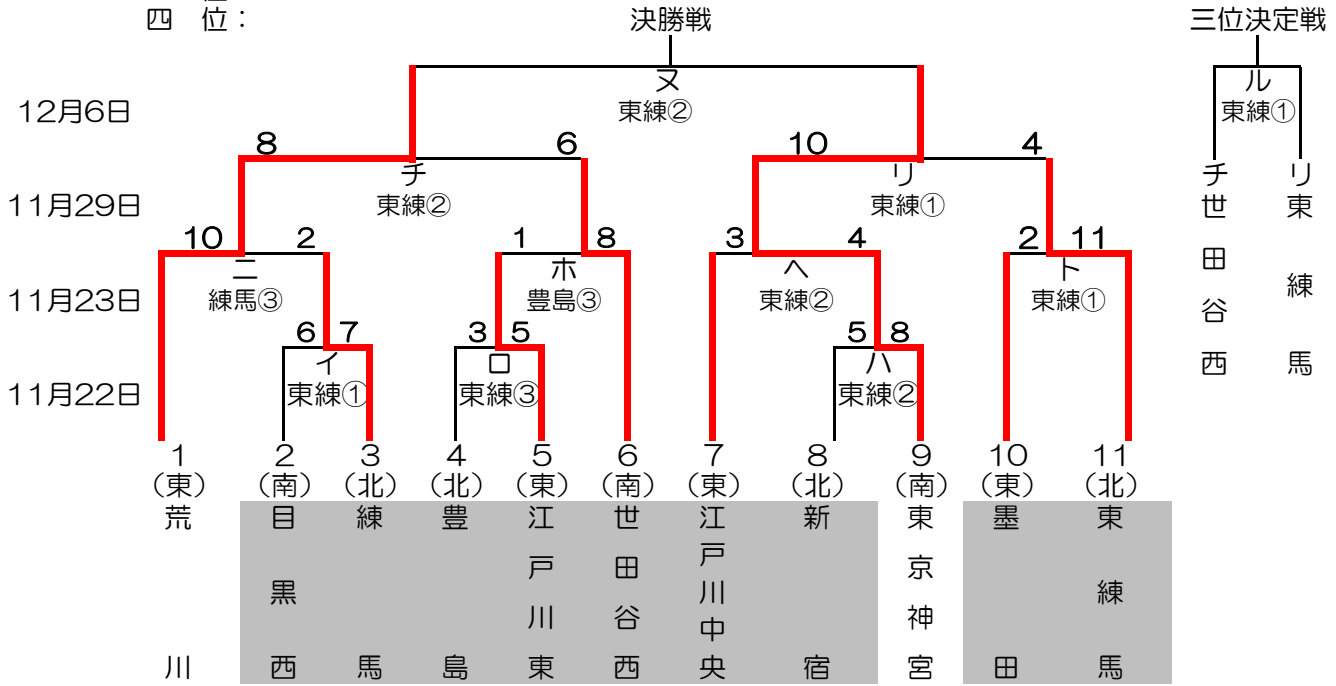 四 位：
決勝戦
三位決定戦
ヌ
東練②
ル
東練①
12月6日
8
6
10
4
チ
東練②
リ
東練①
チ
世田谷西
リ
東練馬
11月29日
10
2
1
8
3
4
2
11
ニ
練馬③
ホ
豊島③
ヘ
東練②
ト
東練①
11月23日
6
7
3
5
5
8
イ
東練①
ロ
東練③
ハ
東練②
11月22日
1
2
3
4
5
6
7
8
9
10
11
（東）
（南）
（北）
（北）
（東）
（南）
（東）
（北）
（南）
（東）
（北）
荒川
目黒西
練馬
豊島
江戸川東
世田谷西
江戸川中央
新宿
東京神宮
墨田
東練馬